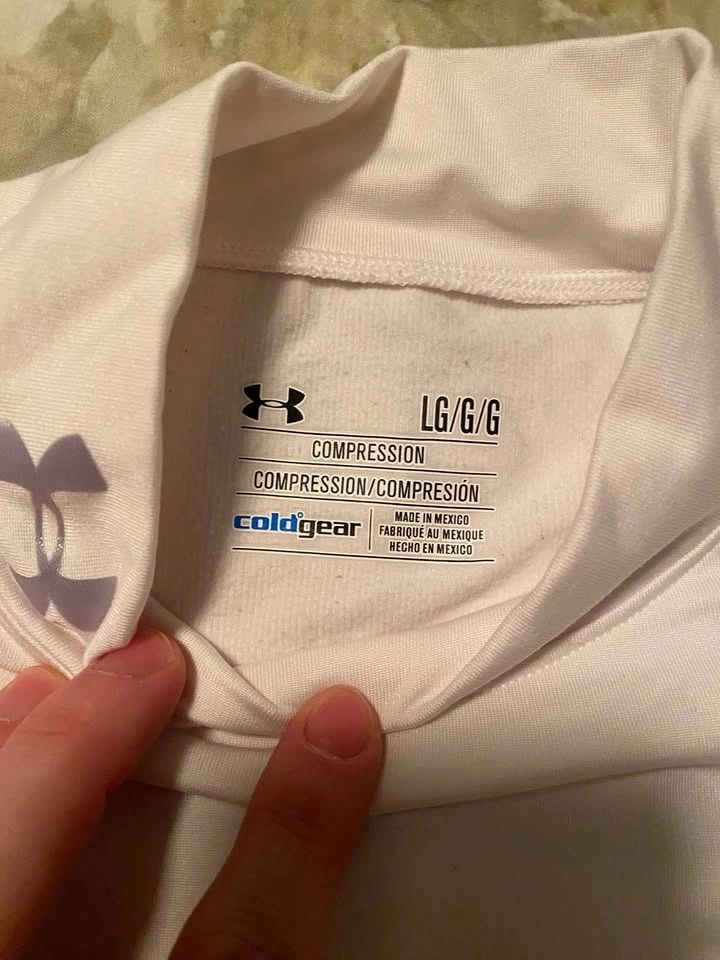 LG/G/G
COMPRESSION
COMPRESSION/COMPRESIÓN
coldgear
MADE IN MEXICO
FABRIQUÉ AU MEXIQUE
HECHO EN MEXICO